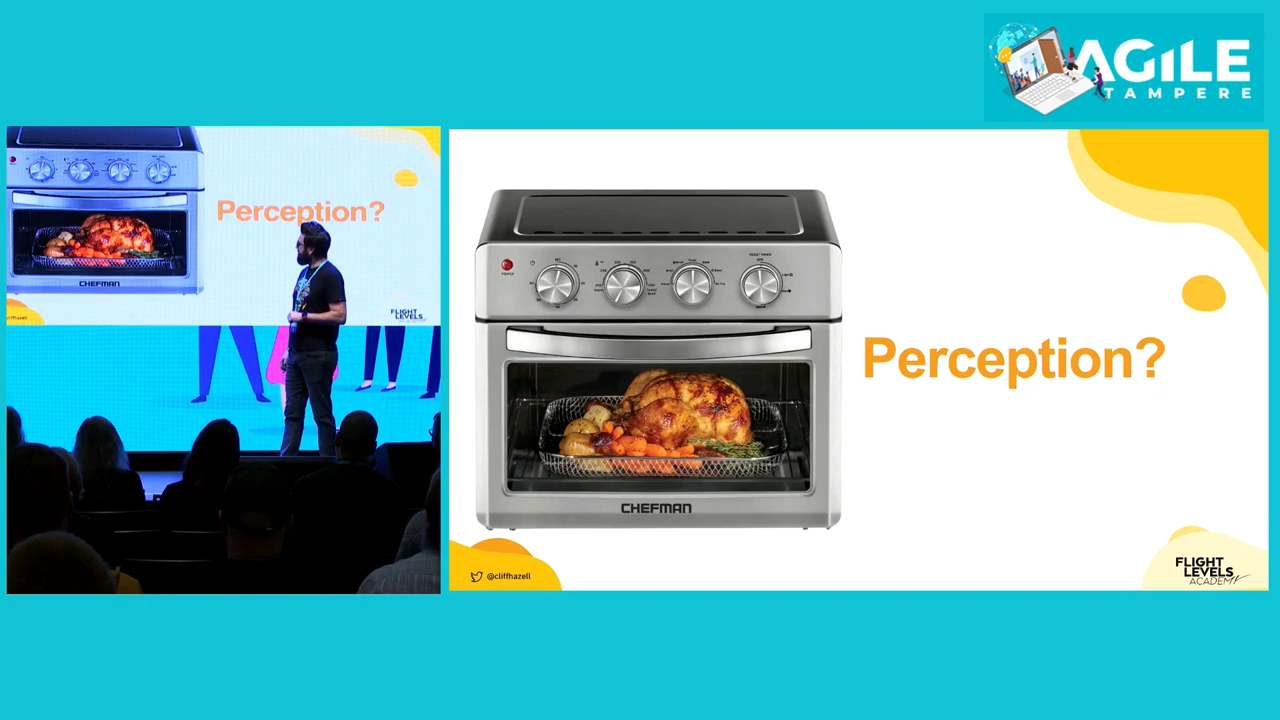 AGILE
TAMPERE
Perception?
CHEFMAN
FLIGHT
LEVELS
Perception?
CHEFMAN
@cliffhazell
FLIGHT
LEVELS
ACADEMY